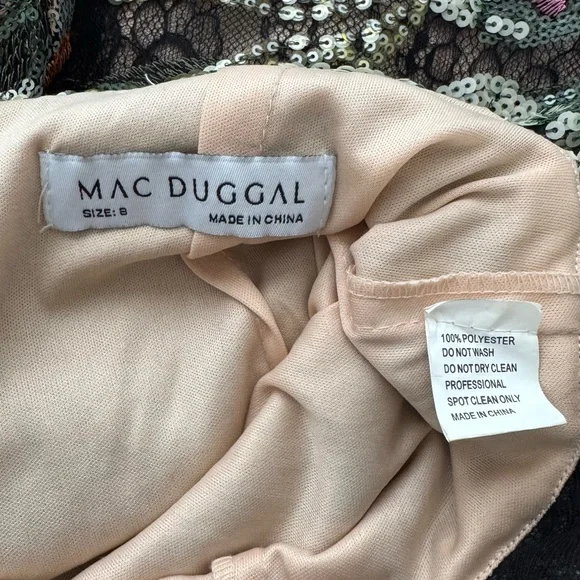 MAC DUGGAL
SIZE: 8 MADE IN CHINA
100% POLYESTER
DO NOT WASH
DO NOT DRY CLEAN
PROFESSIONAL
SPOT CLEAN ONLY
MADE IN CHINA